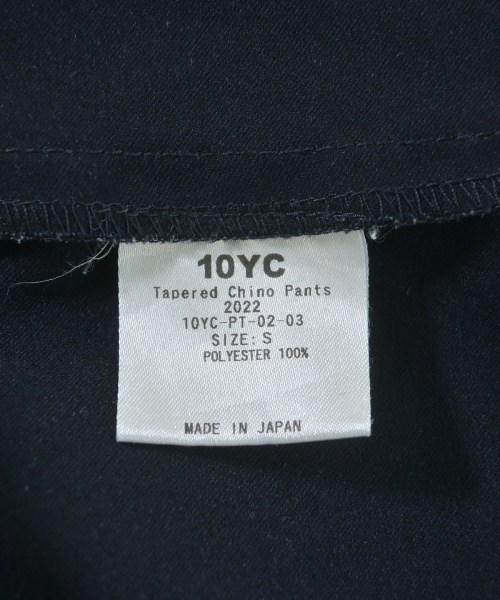 10YC
Tapered Chino Pants
2022
10YC-PT-02-03
SIZE: S
POLYESTER 100%
MADE IN JAPAN